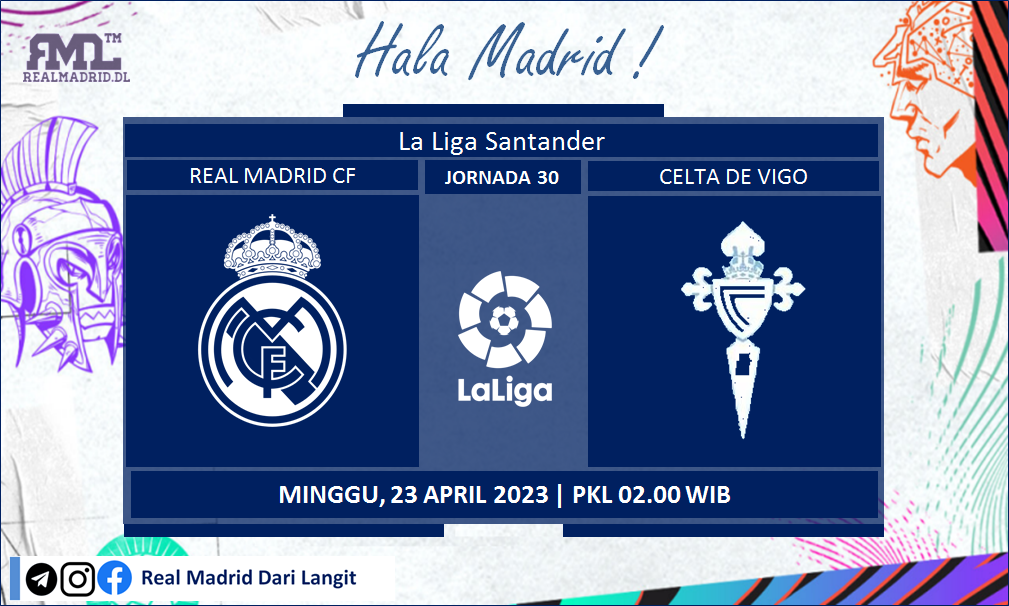 RML™
REALMADRID.DL
Hala Madrid !
La Liga Santander
REAL MADRID CF
JORNADA 30
CELTA DE VIGO
LaLiga
MINGGU, 23 APRIL 2023 | PKL 02.00 WIB
Real Madrid Dari Langit